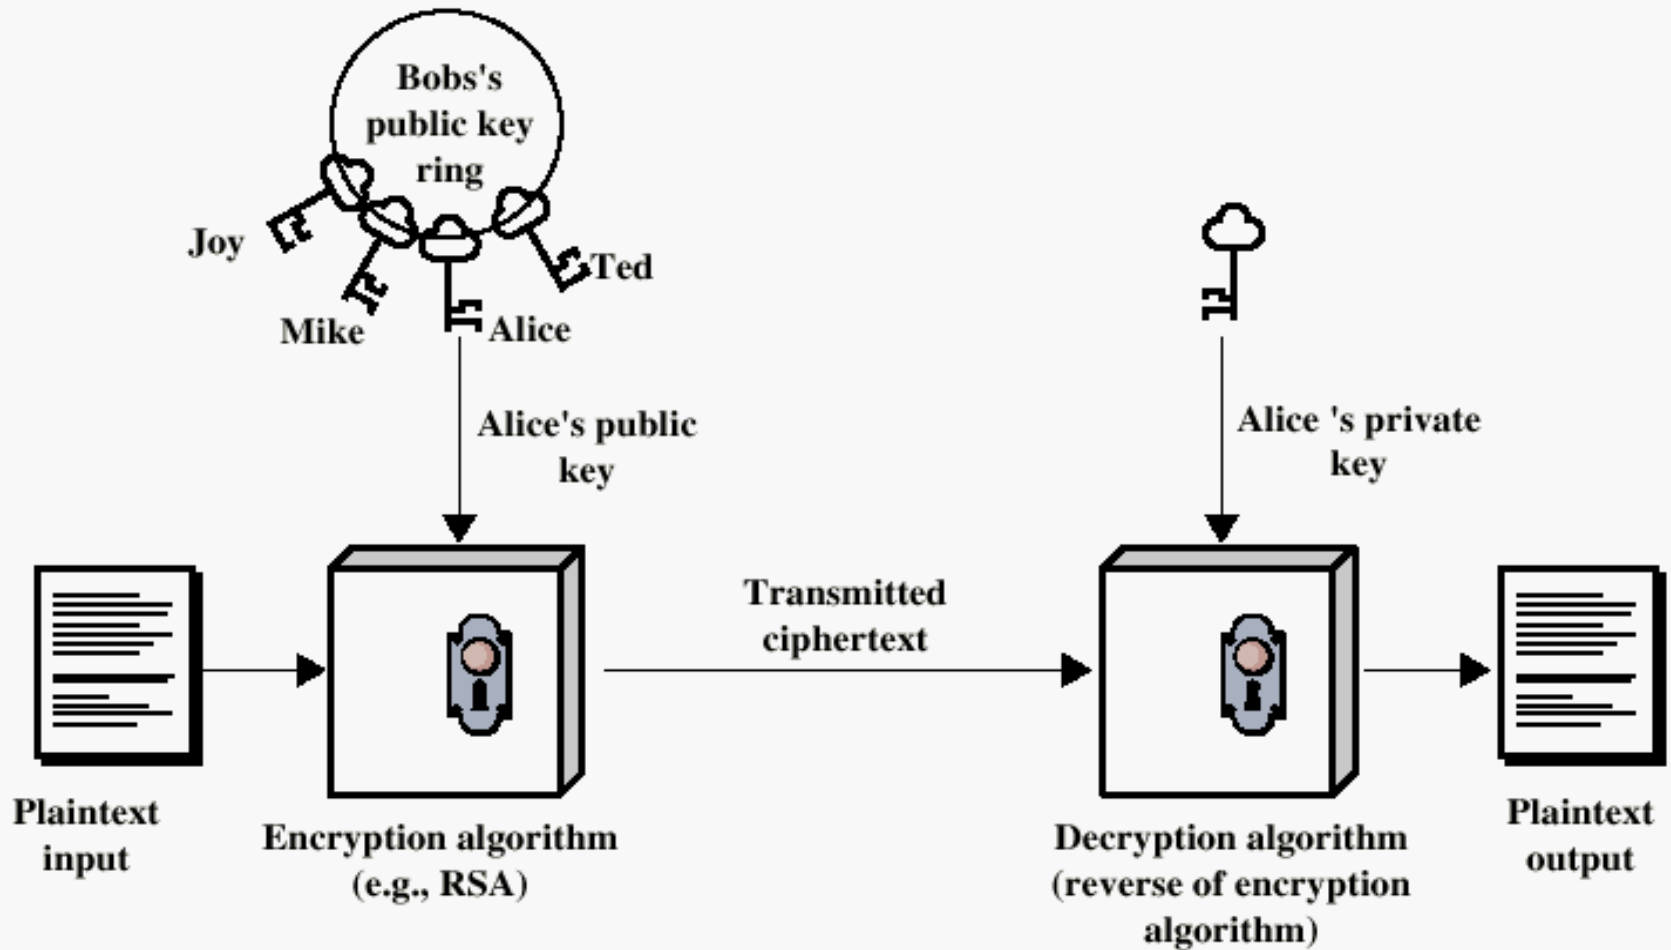 Bobs's
public key
ring
Joy
Ted
Mike
Alice
Alice's public
key
Alice 's private
key
Transmitted
ciphertext
Plaintext
input
Encryption algorithm
(e.g., RSA)
Decryption algorithm
(reverse of encryption
algorithm)
Plaintext
output